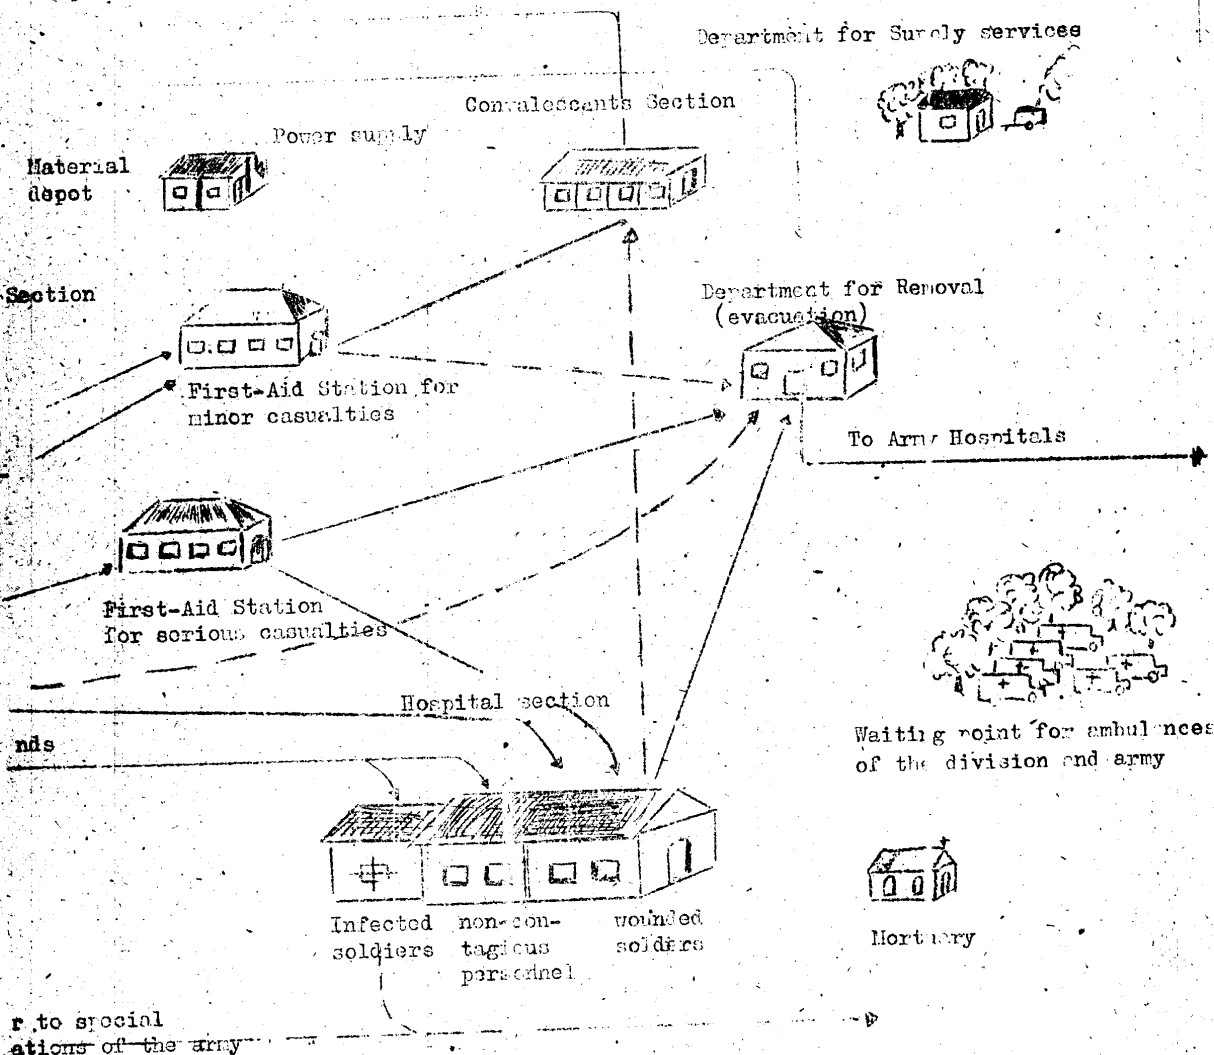 Department for Supply services
Convalescants Section
Power supply
Material
depot
Section
Department for Removal
(evacuation)
First-Aid Station for
minor casualties
To Army Hospitals
First-Aid Station
for serious casualties
Hospital section
nds
Waiting point for ambulances
of the division and army
Infected
soldiers
non-con-
tagious
personnel
wounded
soldiers
Mortuary
r to special
ations of the army